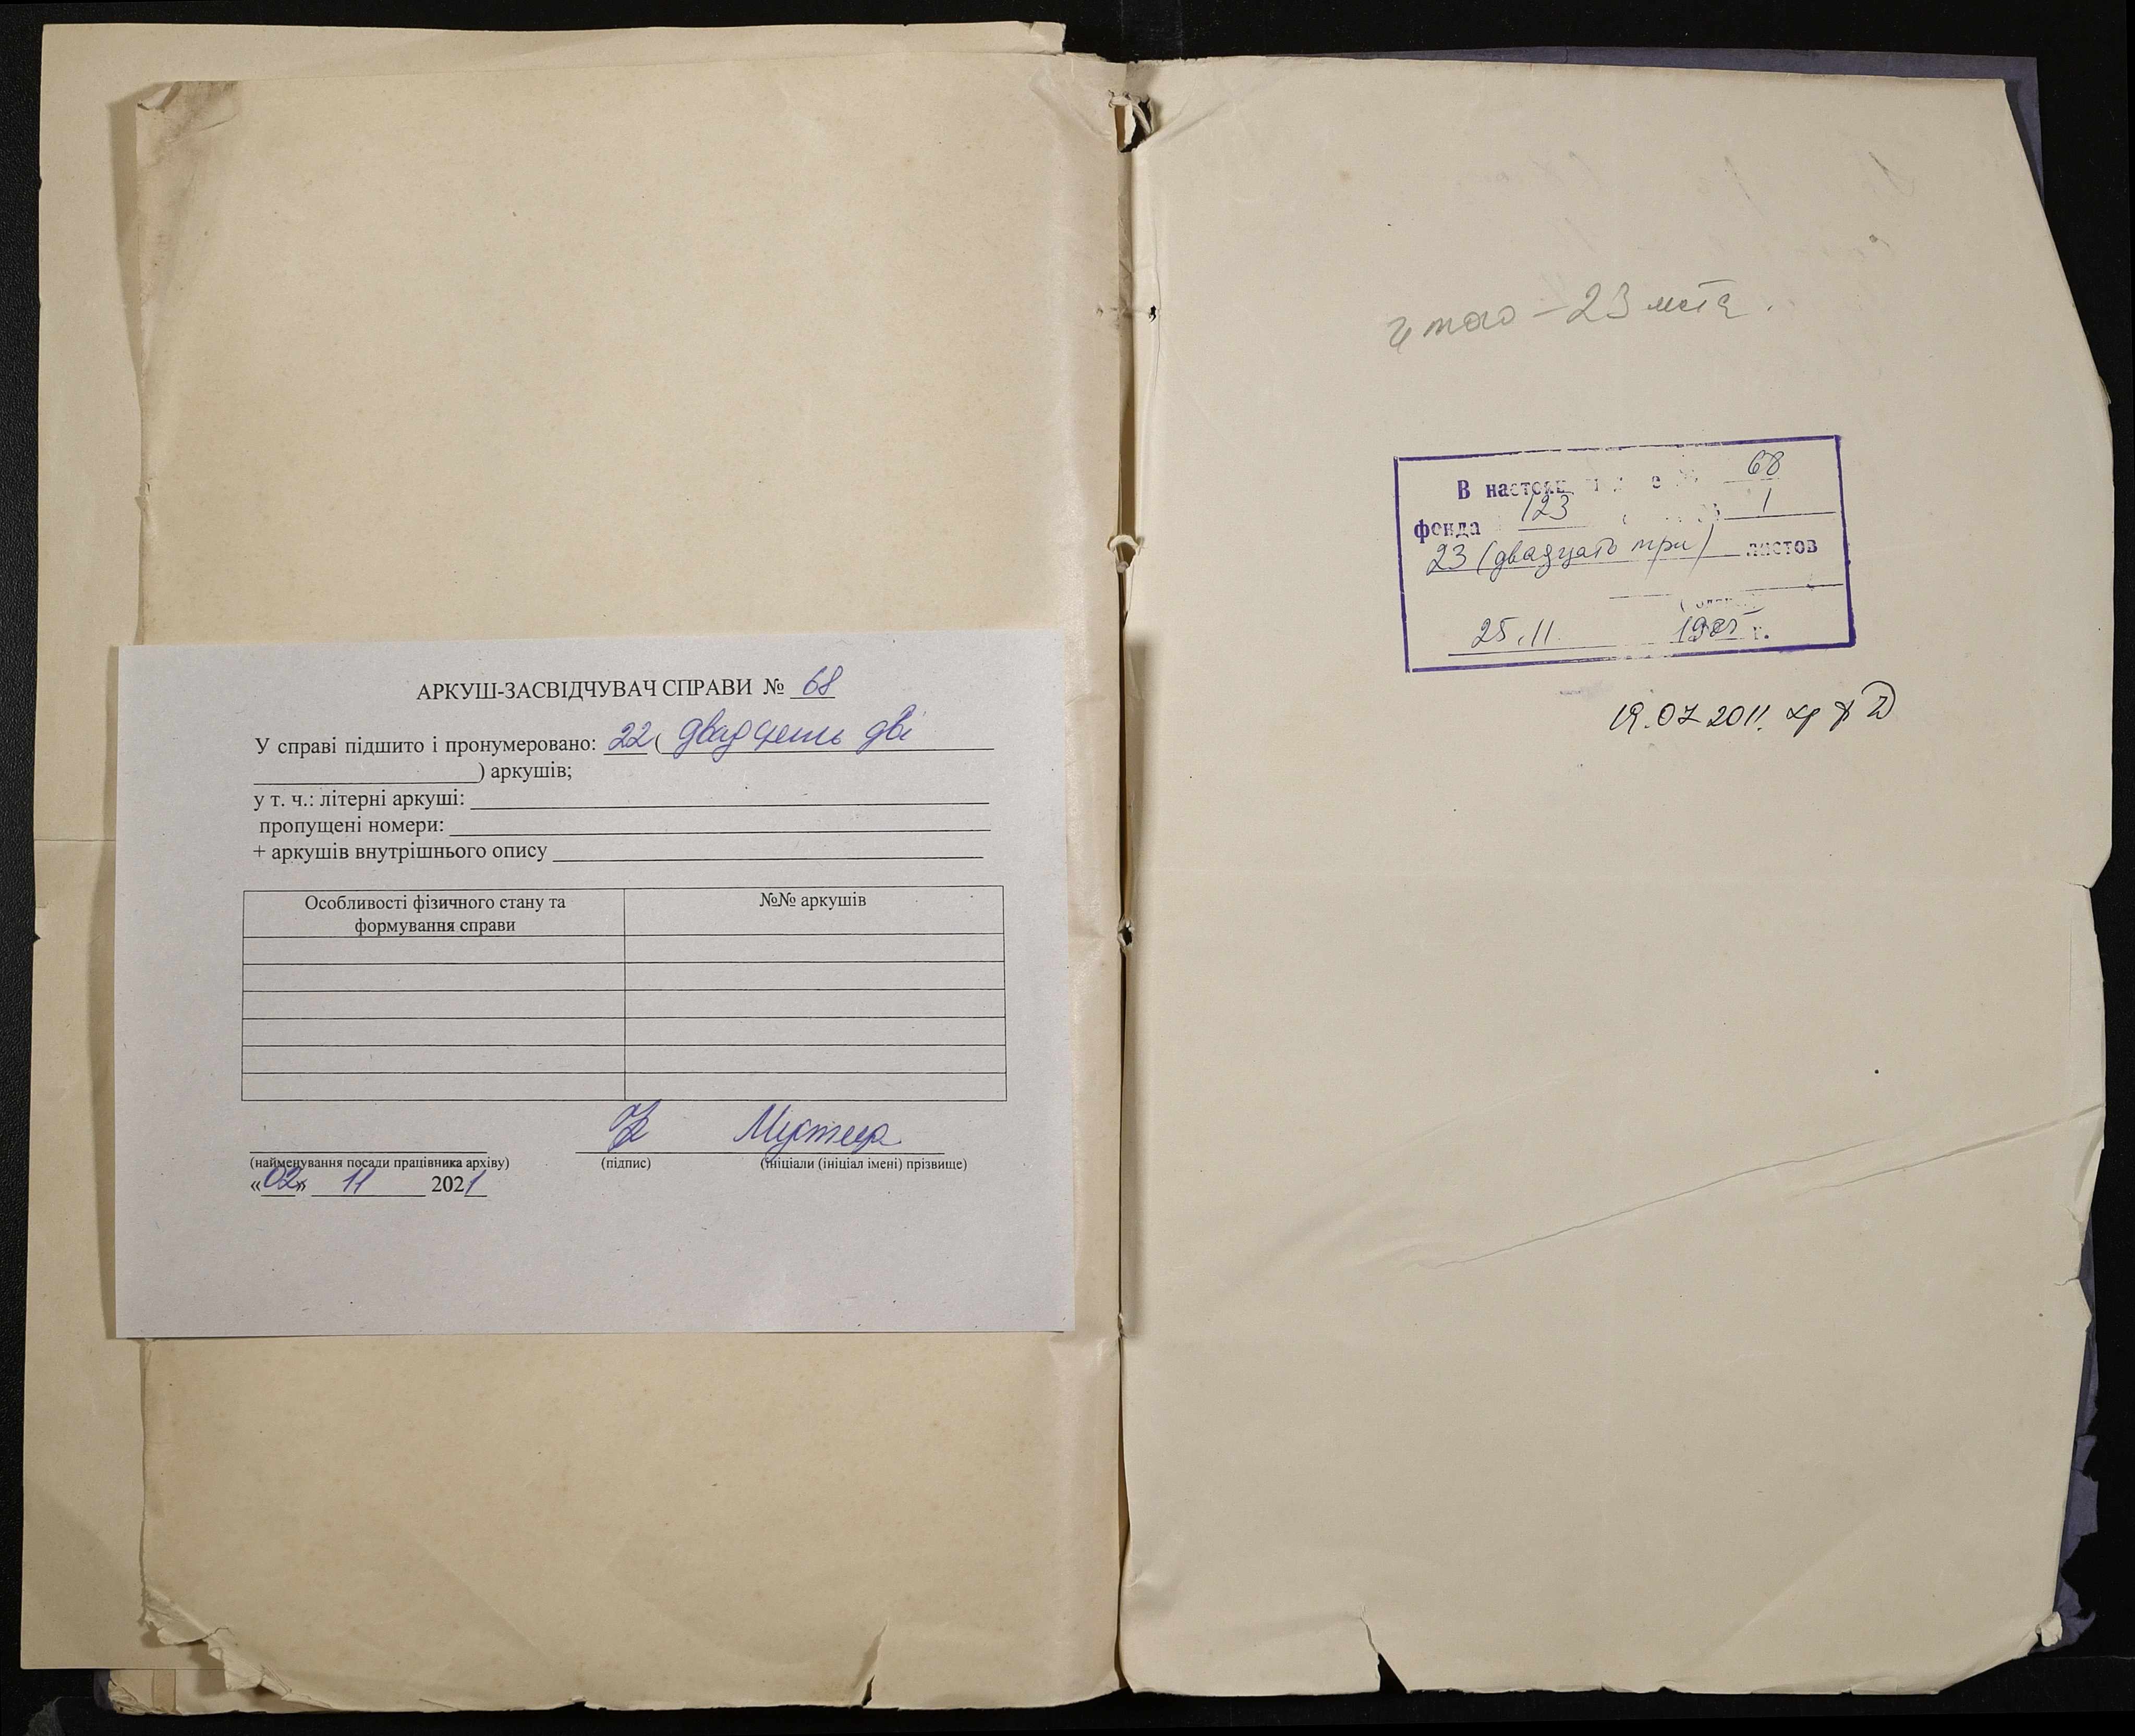 АРКУШ-ЗАСВІДЧУВАЧ СПРАВИ № 68
У справі підшито і пронумеровано: 22 ( двадцять дві
) аркушів;
у т. ч.: літерні аркуші:
пропущені номери:
+ аркушів внутрішнього опису
Особливості фізичного стану та формування справи
№№ аркушів
(найменування посади працівника архіву) (підпис) (ініціали (ініціал імені) прізвище)
«02» 11 2021
Итого - 23 листа.
В настоящ 68
фонда 123 1
23 (двадцать три) листов
25.11. г.
19.07 2011.